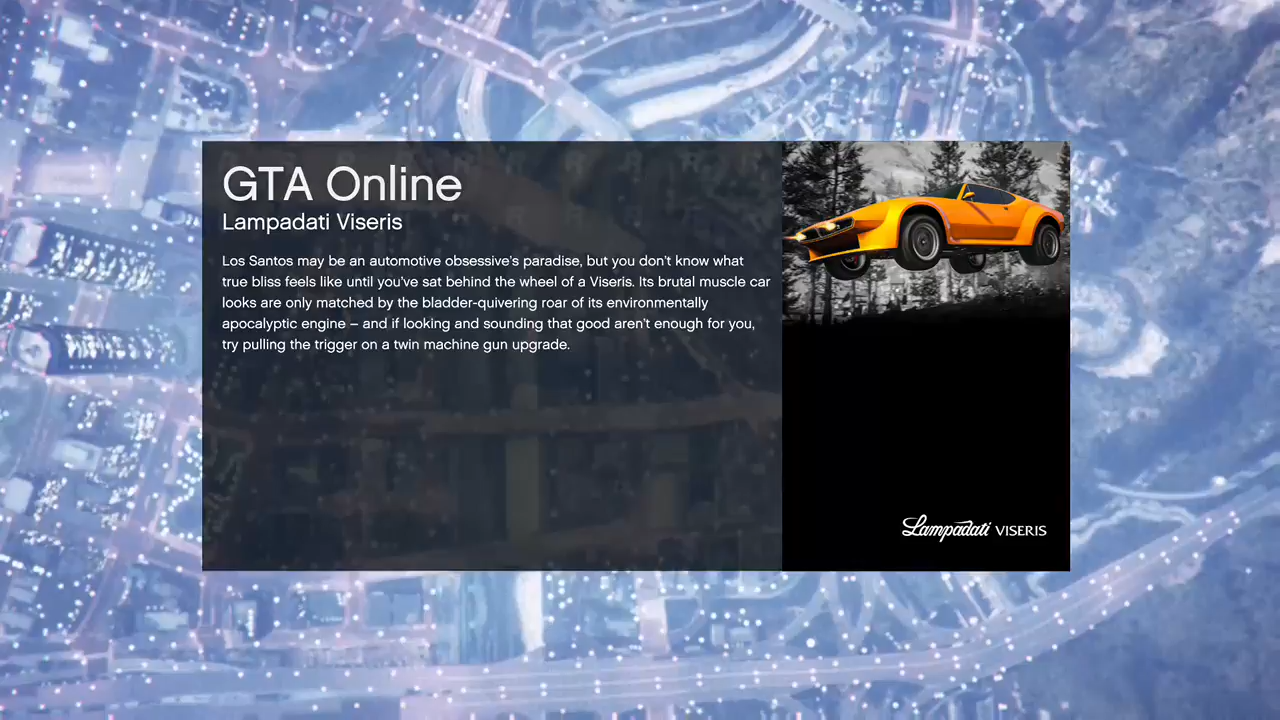 GTA Online
Lampadati Viseris
Los Santos may be an automotive obsessive's paradise, but you don't know what
true bliss feels like until you've sat behind the wheel of a Viseris. Its brutal muscle car
looks are only matched by the bladder-quivering roar of its environmentally
apocalyptic engine – and if looking and sounding that good aren't enough for you,
try pulling the trigger on a twin machine gun upgrade.
Lampadati VISERIS